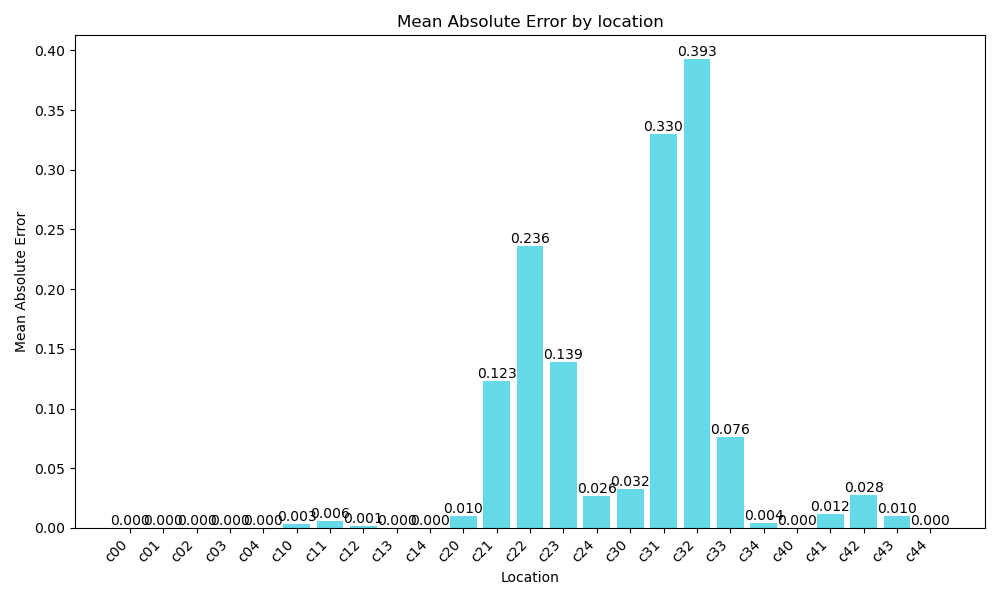 Mean Absolute Error by location
Mean Absolute Error
0.40
0.35
0.30
0.25
0.20
0.15
0.10
0.05
0.00
0.000
0.000
0.000
0.000
0.000
0.003
0.006
0.001
0.000
0.000
0.010
0.123
0.236
0.139
0.026
0.032
0.330
0.393
0.076
0.004
0.000
0.012
0.028
0.010
0.000
c00
c01
c02
c03
c04
c10
c11
c12
c13
c14
c20
c21
c22
c23
c24
c30
c31
c32
c33
c34
c40
c41
c42
c43
c44
Location